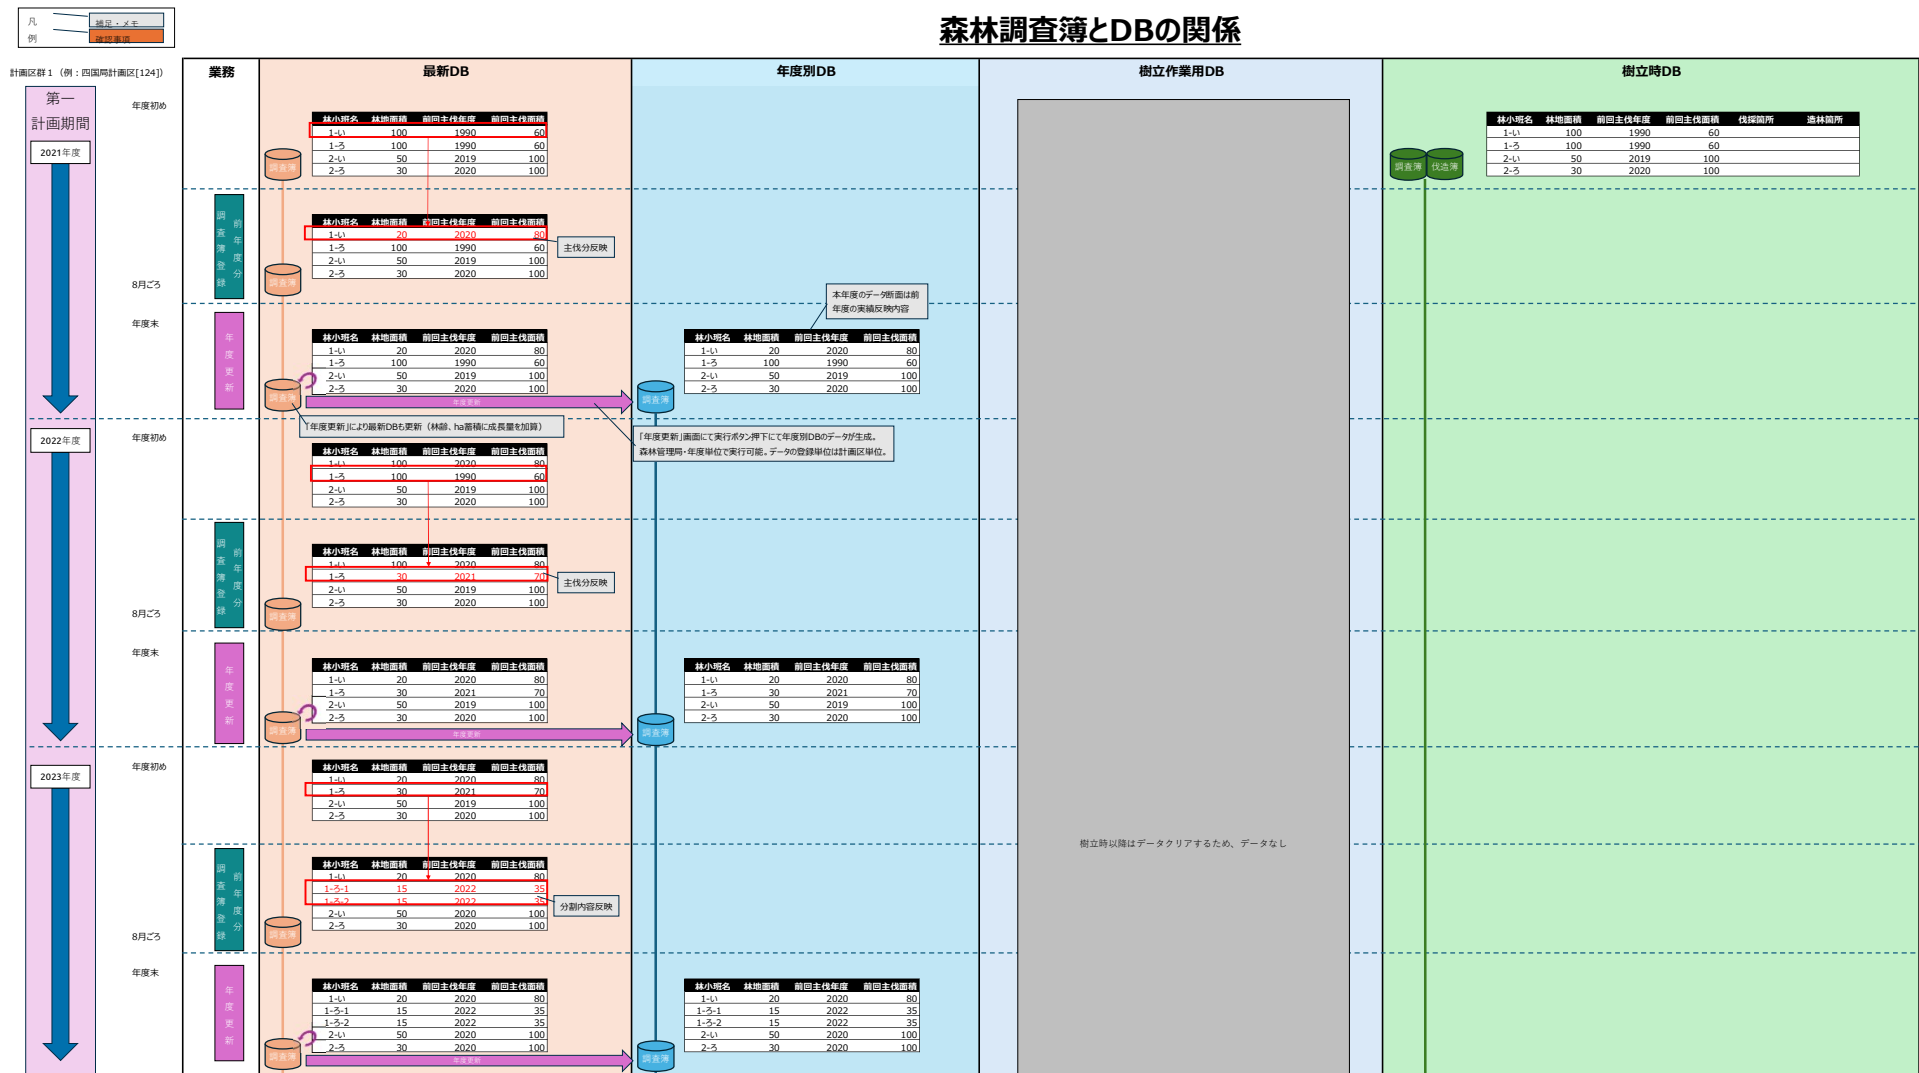 森林調査簿とDBの関係
凡例
補足・メモ
確認事項
計画区群１（例：四国局計画区[124]）
業務
最新DB
年度別DB
樹立作業用DB
樹立時DB
第一
計画期間
2021年度
年度初め
林小班名 林地面積 前回主伐年度 前回主伐面積
1-い 100 1990 60
1-ろ 100 1990 60
2-い 50 2019 100
2-ろ 30 2020 100
調査簿
調査簿
伐造簿
林小班名 林地面積 前回主伐年度 前回主伐面積 伐採箇所 造林箇所
1-い 100 1990 60
1-ろ 100 1990 60
2-い 50 2019 100
2-ろ 30 2020 100
前年度分
調査簿登録
8月ごろ
林小班名 林地面積 前回主伐年度 前回主伐面積
1-い 20 2020 80
1-ろ 100 1990 60
2-い 50 2019 100
2-ろ 30 2020 100
主伐分反映
調査簿
年度末
年度更新
林小班名 林地面積 前回主伐年度 前回主伐面積
1-い 20 2020 80
1-ろ 100 1990 60
2-い 50 2019 100
2-ろ 30 2020 100
調査簿
年度更新
本年度のデータ断面は前
年度の実績反映内容
林小班名 林地面積 前回主伐年度 前回主伐面積
1-い 20 2020 80
1-ろ 100 1990 60
2-い 50 2019 100
2-ろ 30 2020 100
調査簿
「年度更新」により最新DBも更新（林齢、ha蓄積に成長量を加算）
「年度更新」画面にて実行ボタン押下にて年度別DBのデータが生成。
森林管理局・年度単位で実行可能。データの登録単位は計画区単位。
2022年度
年度初め
林小班名 林地面積 前回主伐年度 前回主伐面積
1-い 100 2020 80
1-ろ 100 1990 60
2-い 50 2019 100
2-ろ 30 2020 100
前年度分
調査簿登録
8月ごろ
林小班名 林地面積 前回主伐年度 前回主伐面積
1-い 100 2020 80
1-ろ 30 2021 70
2-い 50 2019 100
2-ろ 30 2020 100
主伐分反映
調査簿
年度末
年度更新
林小班名 林地面積 前回主伐年度 前回主伐面積
1-い 20 2020 80
1-ろ 30 2021 70
2-い 50 2019 100
2-ろ 30 2020 100
調査簿
年度更新
林小班名 林地面積 前回主伐年度 前回主伐面積
1-い 20 2020 80
1-ろ 30 2021 70
2-い 50 2019 100
2-ろ 30 2020 100
調査簿
2023年度
年度初め
林小班名 林地面積 前回主伐年度 前回主伐面積
1-い 20 2020 80
1-ろ 30 2021 70
2-い 50 2019 100
2-ろ 30 2020 100
樹立時以降はデータクリアするため、データなし
前年度分
調査簿登録
8月ごろ
林小班名 林地面積 前回主伐年度 前回主伐面積
1-い 20 2020 80
1-ろ-1 15 2022 35
1-ろ-2 15 2022 35
2-い 50 2020 100
2-ろ 30 2020 100
分割内容反映
調査簿
年度末
年度更新
林小班名 林地面積 前回主伐年度 前回主伐面積
1-い 20 2020 80
1-ろ-1 15 2022 35
1-ろ-2 15 2022 35
2-い 50 2020 100
2-ろ 30 2020 100
調査簿
年度更新
林小班名 林地面積 前回主伐年度 前回主伐面積
1-い 20 2020 80
1-ろ-1 15 2022 35
1-ろ-2 15 2022 35
2-い 50 2020 100
2-ろ 30 2020 100
調査簿